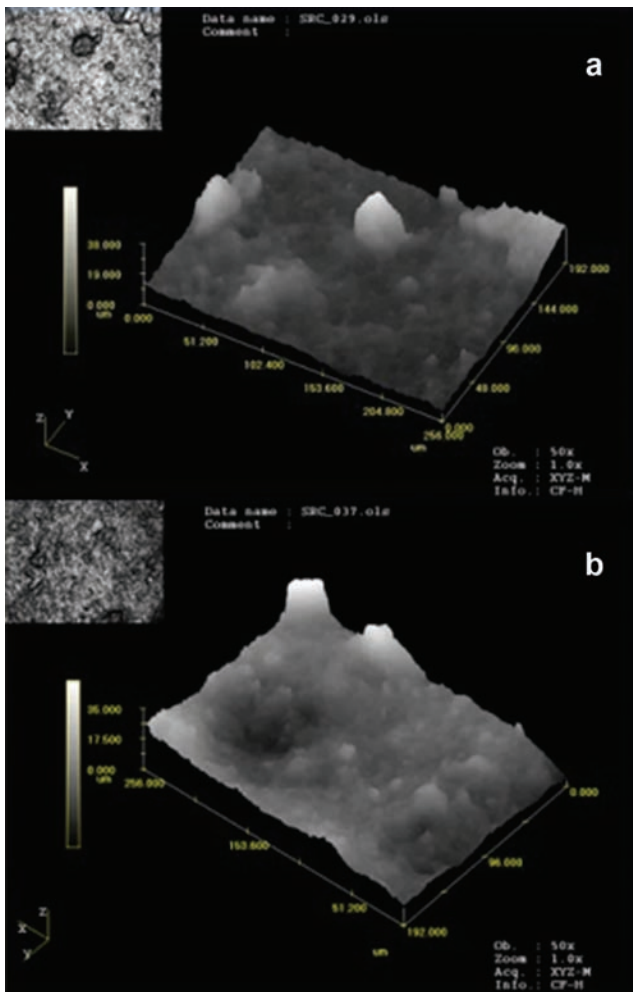 Data name : SRC_029.ols
Comment :
a
38.000
19.000
0.000
um
0.000
51.200
102.400
153.600
204.800
256.000
um
0.000
48.000
96.000
144.000
192.000
Z
Y
X
Ob. : 50x
Zoom : 1.0x
Acq. : XYZ-M
Info.: CF-H
Data name : SRC_037.ols
Comment :
b
35.000
17.500
0.000
um
256.000
153.600
51.200
um
192.000
96.000
0.000
Z
X
Y
Ob. : 50x
Zoom : 1.0x
Acq. : XYZ-M
Info.: CF-H